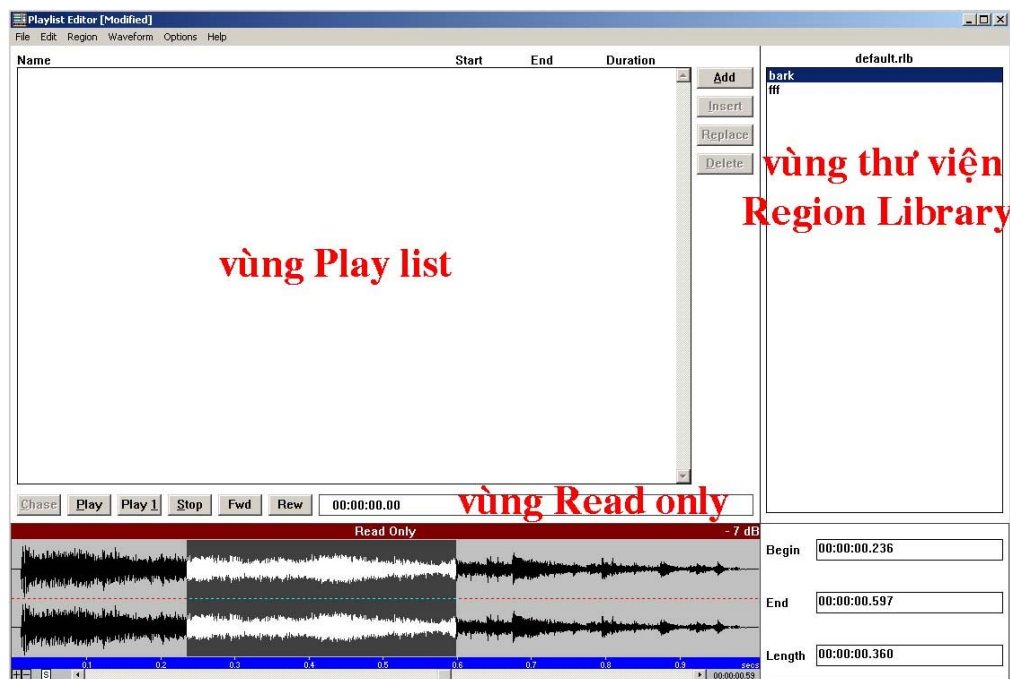 Playlist Editor [Modified]
File Edit Region Waveform Options Help
Name Start End Duration
default.rlb
Add
Insert
Replace
Delete
bark
fff
vùng thư viện
Region Library
vùng Play list
vùng Read only
Chase Play Play 1 Stop Fwd Rew 00:00:00.00
Read Only - 7 dB
Begin 00:00:00.236
End 00:00:00.597
Length 00:00:00.360
0.1 0.2 0.3 0.4 0.5 0.6 0.7 0.8 0.9 secs
S 00:00:00.59